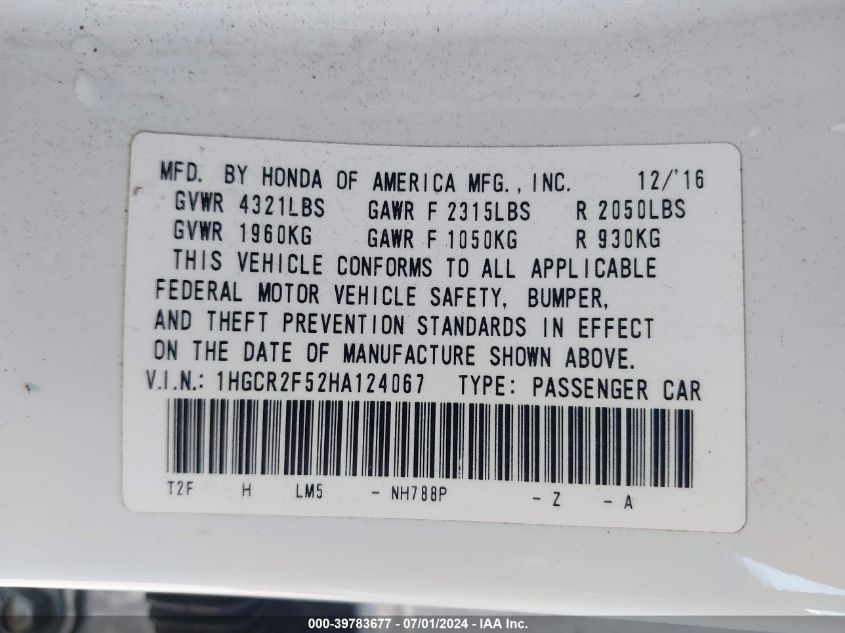 MFD. BY HONDA OF AMERICA MFG., INC. 12/'16
GVWR 4321LBS GAWR F 2315LBS R 2050LBS
GVWR 1960KG GAWR F 1050KG R 930KG
THIS VEHICLE CONFORMS TO ALL APPLICABLE
FEDERAL MOTOR VEHICLE SAFETY, BUMPER,
AND THEFT PREVENTION STANDARDS IN EFFECT
ON THE DATE OF MANUFACTURE SHOWN ABOVE.
V.I.N.: 1HGCR2F52HA124067 TYPE: PASSENGER CAR
T2F H LM5 - NH788P - Z - A
000-39783677 / 07/01/2024 / IAA Inc.